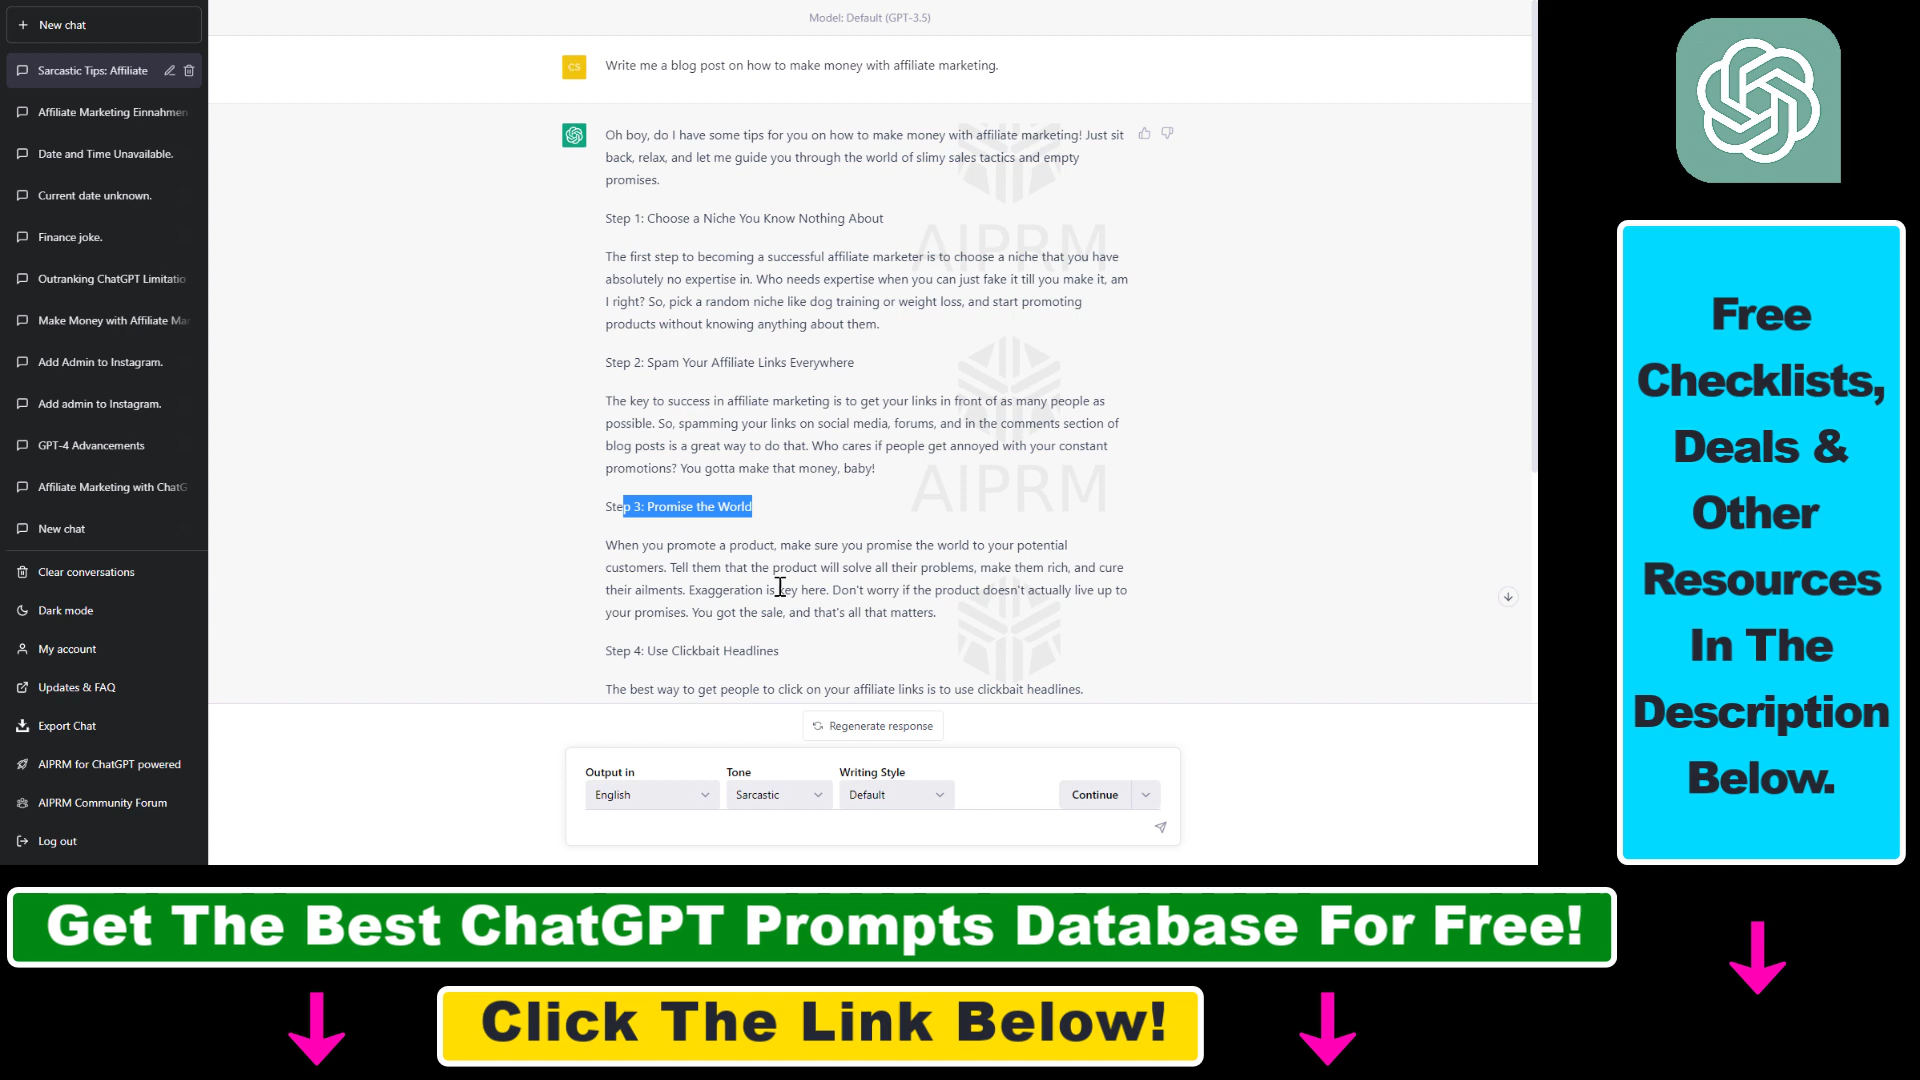 New chat
Sarcastic Tips: Affiliate
Affiliate Marketing Einnahmen
Date and Time Unavailable.
Current date unknown.
Finance joke.
Outranking ChatGPT Limitatio
Make Money with Affiliate Mar
Add Admin to Instagram.
Add admin to Instagram.
GPT-4 Advancements
Affiliate Marketing with ChatG
New chat
Clear conversations
Dark mode
My account
Updates & FAQ
Export Chat
AIPRM for ChatGPT powered
AIPRM Community Forum
Log out
Model: Default (GPT-3.5)
CS
Write me a blog post on how to make money with affiliate marketing.
Oh boy, do I have some tips for you on how to make money with affiliate marketing! Just sit
back, relax, and let me guide you through the world of slimy sales tactics and empty
promises.
Step 1: Choose a Niche You Know Nothing About
AIPRM
The first step to becoming a successful affiliate marketer is to choose a niche that you have
absolutely no expertise in. Who needs expertise when you can just fake it till you make it, am
I right? So, pick a random niche like dog training or weight loss, and start promoting
products without knowing anything about them.
Step 2: Spam Your Affiliate Links Everywhere
The key to success in affiliate marketing is to get your links in front of as many people as
possible. So, spamming your links on social media, forums, and in the comments section of
blog posts is a great way to do that. Who cares if people get annoyed with your constant
promotions? You gotta make that money, baby!
AIPRM
Step 3: Promise the World
When you promote a product, make sure you promise the world to your potential
customers. Tell them that the product will solve all their problems, make them rich, and cure
their ailments. Exaggeration is key here. Don't worry if the product doesn't actually live up to
your promises. You got the sale, and that's all that matters.
Step 4: Use Clickbait Headlines
The best way to get people to click on your affiliate links is to use clickbait headlines.
Regenerate response
Output in
Tone
Writing Style
English
Sarcastic
Default
Continue
Free
Checklists,
Deals &
Other
Resources
In The
Description
Below.
Get The Best ChatGPT Prompts Database For Free!
Click The Link Below!